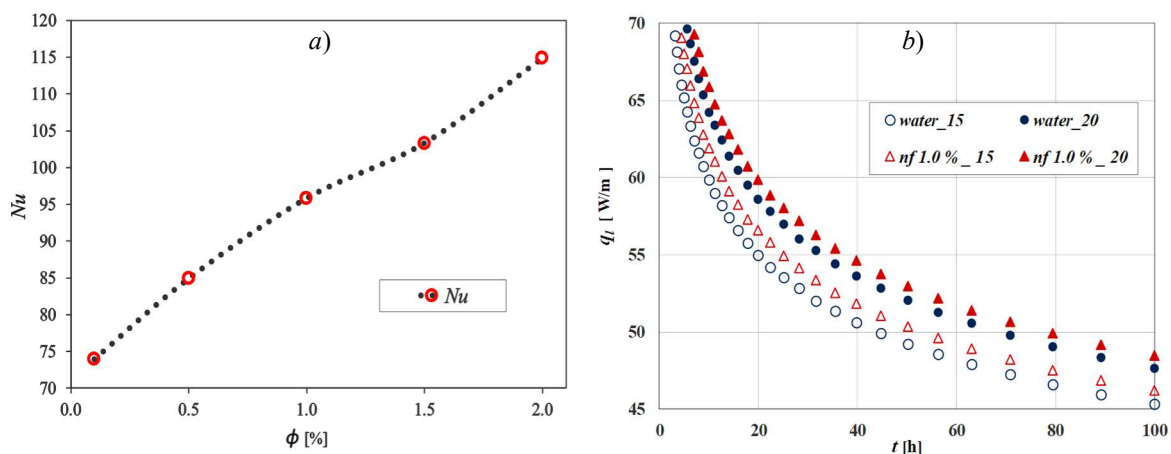 a)
120
115
110
105
100
95
90
85
80
75
70
Nu
0.0 0.5 1.0 1.5 2.0
ϕ [%]
Nu
b)
70
65
60
55
50
45
qₗ [ W/m ]
water_15 water_20
nf 1.0 % _ 15 nf 1.0 % _ 20
0 20 40 60 80 100
t [h]